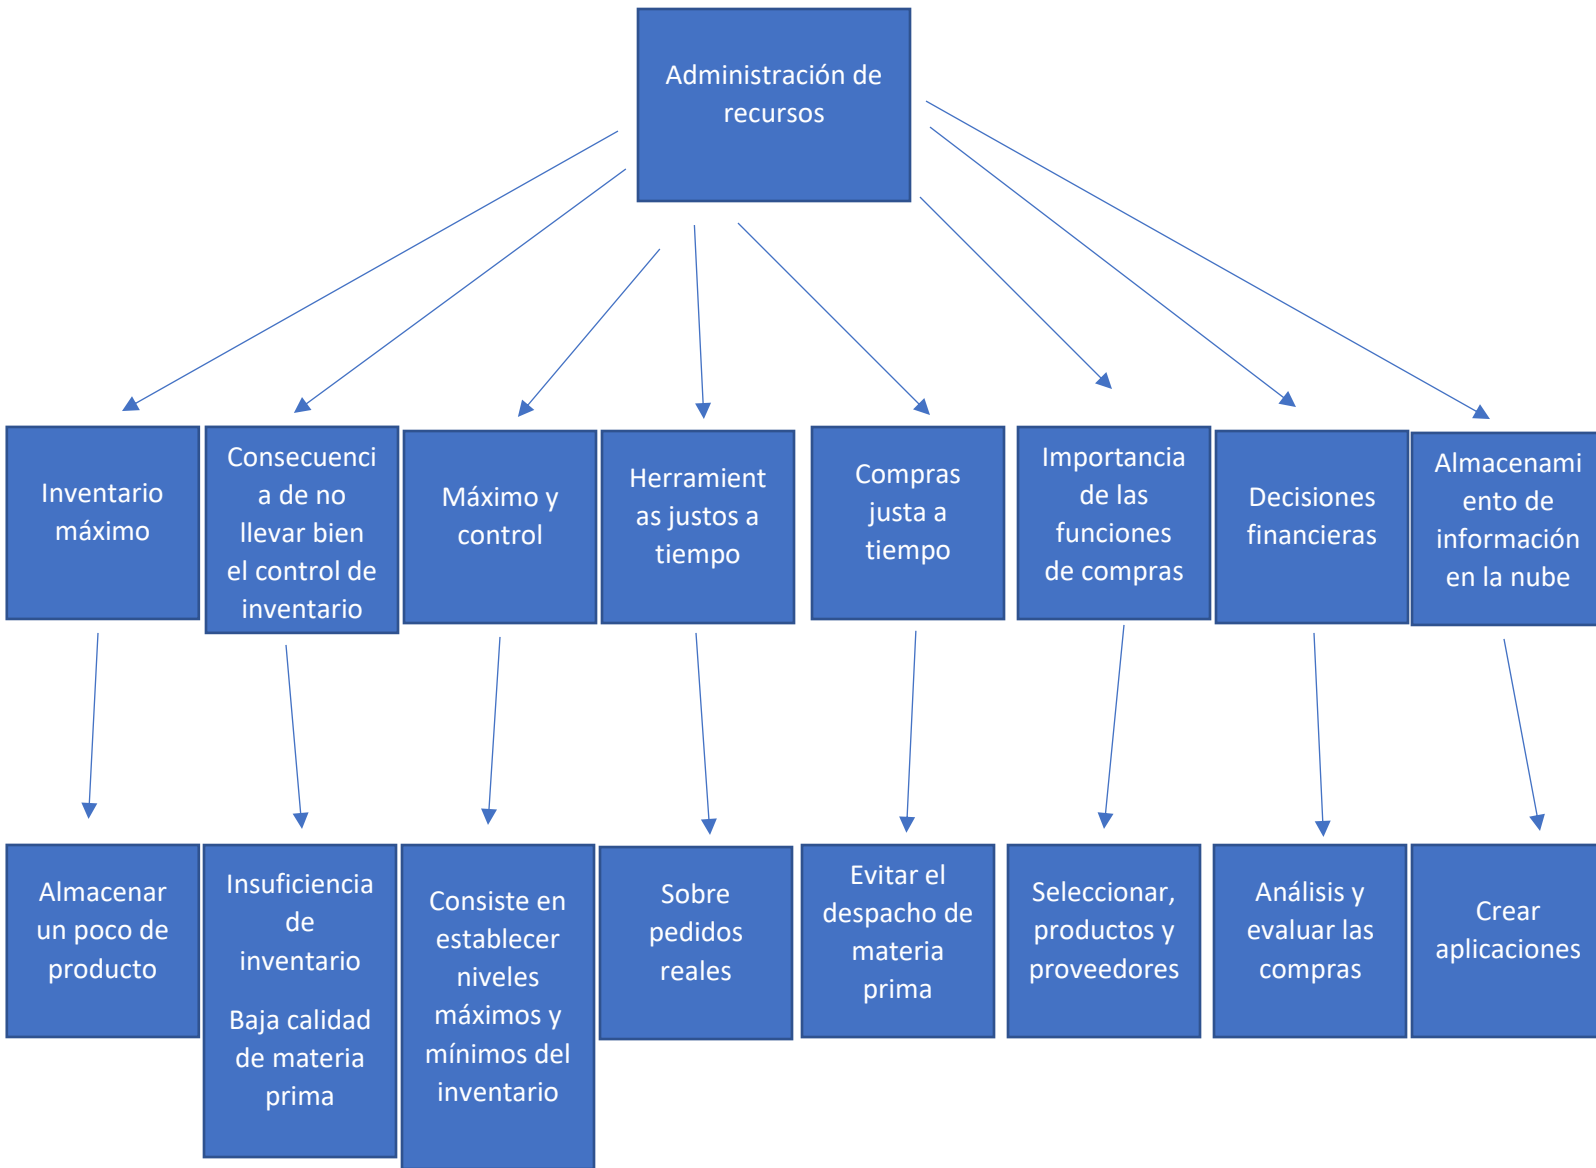 Administración de
recursos
Inventario
máximo
Consecuenci
a de no
llevar bien
el control de
inventario
Máximo y
control
Herramient
as justos a
tiempo
Compras
justa a
tiempo
Importancia
de las
funciones
de compras
Decisiones
financieras
Almacenami
ento de
información
en la nube
Almacenar
un poco de
producto
Insuficiencia
de
inventario
Baja calidad
de materia
prima
Consiste en
establecer
niveles
máximos y
mínimos del
inventario
Sobre
pedidos
reales
Evitar el
despacho de
materia
prima
Seleccionar,
productos y
proveedores
Análisis y
evaluar las
compras
Crear
aplicaciones